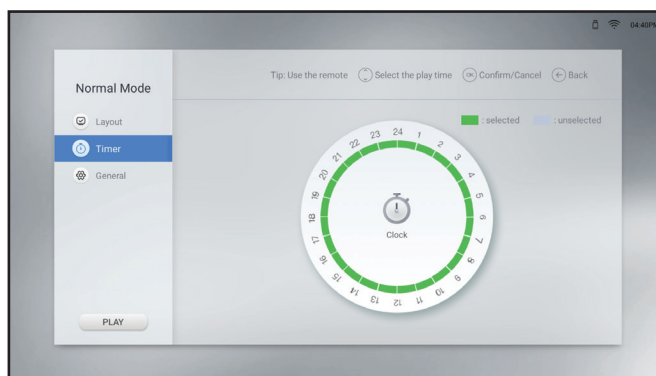 04:40PM
Normal Mode
Tip: Use the remote Select the play time OK Confirm/Cancel Back
Layout
Timer
General
: selected : unselected
24
1
2
3
4
5
6
7
8
9
10
11
12
13
14
15
16
17
18
19
20
21
22
23
Clock
PLAY